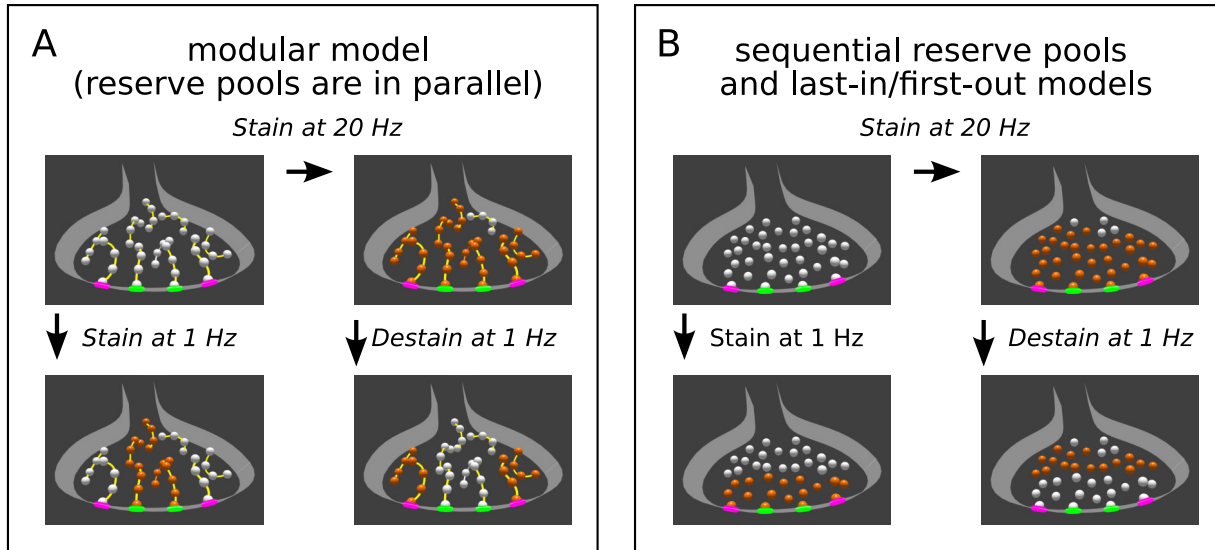 A
modular model
(reserve pools are in parallel)
Stain at 20 Hz
Stain at 1 Hz
Destain at 1 Hz
B
sequential reserve pools
and last-in/first-out models
Stain at 20 Hz
Stain at 1 Hz
Destain at 1 Hz